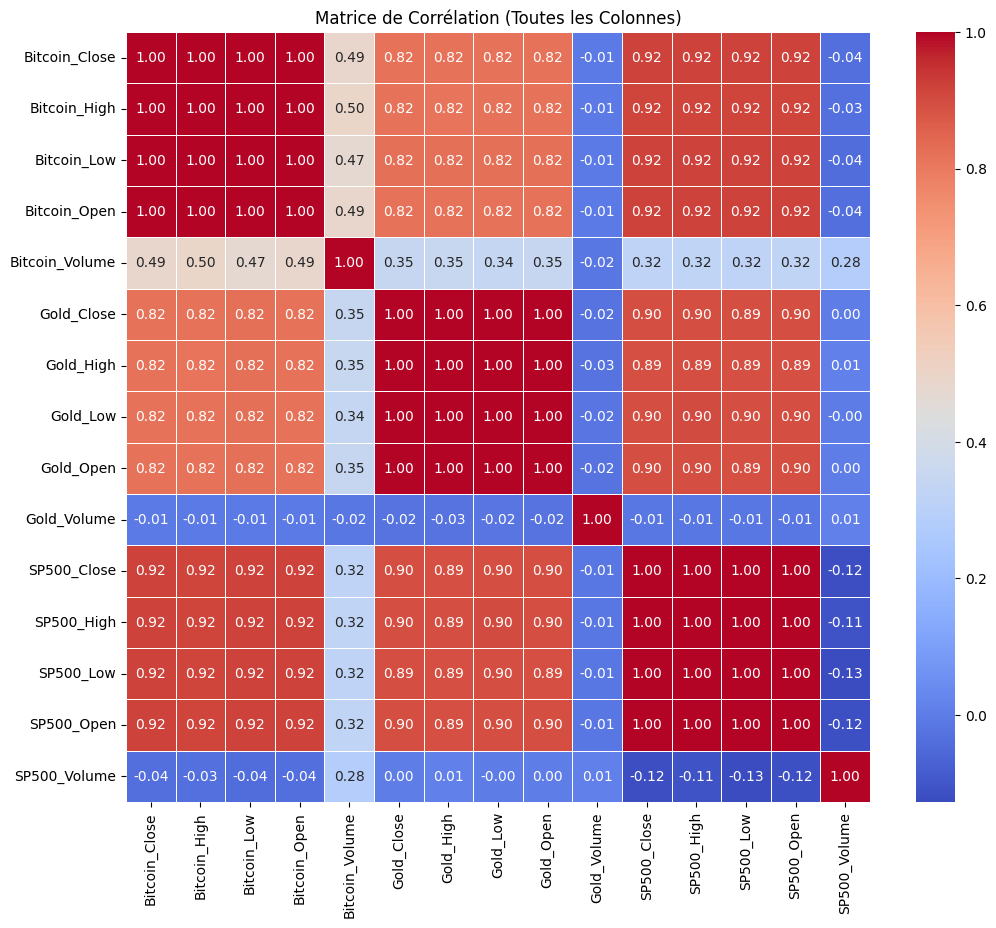 Matrice de Corrélation (Toutes les Colonnes)
Bitcoin_Close 1.00 1.00 1.00 1.00 0.49 0.82 0.82 0.82 0.82 -0.01 0.92 0.92 0.92 0.92 -0.04
Bitcoin_High 1.00 1.00 1.00 1.00 0.50 0.82 0.82 0.82 0.82 -0.01 0.92 0.92 0.92 0.92 -0.03
Bitcoin_Low 1.00 1.00 1.00 1.00 0.47 0.82 0.82 0.82 0.82 -0.01 0.92 0.92 0.92 0.92 -0.04
Bitcoin_Open 1.00 1.00 1.00 1.00 0.49 0.82 0.82 0.82 0.82 -0.01 0.92 0.92 0.92 0.92 -0.04
Bitcoin_Volume 0.49 0.50 0.47 0.49 1.00 0.35 0.35 0.34 0.35 -0.02 0.32 0.32 0.32 0.32 0.28
Gold_Close 0.82 0.82 0.82 0.82 0.35 1.00 1.00 1.00 1.00 -0.02 0.90 0.90 0.89 0.90 0.00
Gold_High 0.82 0.82 0.82 0.82 0.35 1.00 1.00 1.00 1.00 -0.03 0.89 0.89 0.89 0.89 0.01
Gold_Low 0.82 0.82 0.82 0.82 0.34 1.00 1.00 1.00 1.00 -0.02 0.90 0.90 0.90 0.90 -0.00
Gold_Open 0.82 0.82 0.82 0.82 0.35 1.00 1.00 1.00 1.00 -0.02 0.90 0.90 0.89 0.90 0.00
Gold_Volume -0.01 -0.01 -0.01 -0.01 -0.02 -0.02 -0.03 -0.02 -0.02 1.00 -0.01 -0.01 -0.01 -0.01 0.01
SP500_Close 0.92 0.92 0.92 0.92 0.32 0.90 0.89 0.90 0.90 -0.01 1.00 1.00 1.00 1.00 -0.12
SP500_High 0.92 0.92 0.92 0.92 0.32 0.90 0.89 0.90 0.90 -0.01 1.00 1.00 1.00 1.00 -0.11
SP500_Low 0.92 0.92 0.92 0.92 0.32 0.89 0.89 0.90 0.89 -0.01 1.00 1.00 1.00 1.00 -0.13
SP500_Open 0.92 0.92 0.92 0.92 0.32 0.90 0.89 0.90 0.90 -0.01 1.00 1.00 1.00 1.00 -0.12
SP500_Volume -0.04 -0.03 -0.04 -0.04 0.28 0.00 0.01 -0.00 0.00 0.01 -0.12 -0.11 -0.13 -0.12 1.00
Bitcoin_Close
Bitcoin_High
Bitcoin_Low
Bitcoin_Open
Bitcoin_Volume
Gold_Close
Gold_High
Gold_Low
Gold_Open
Gold_Volume
SP500_Close
SP500_High
SP500_Low
SP500_Open
SP500_Volume
1.0
0.8
0.6
0.4
0.2
0.0